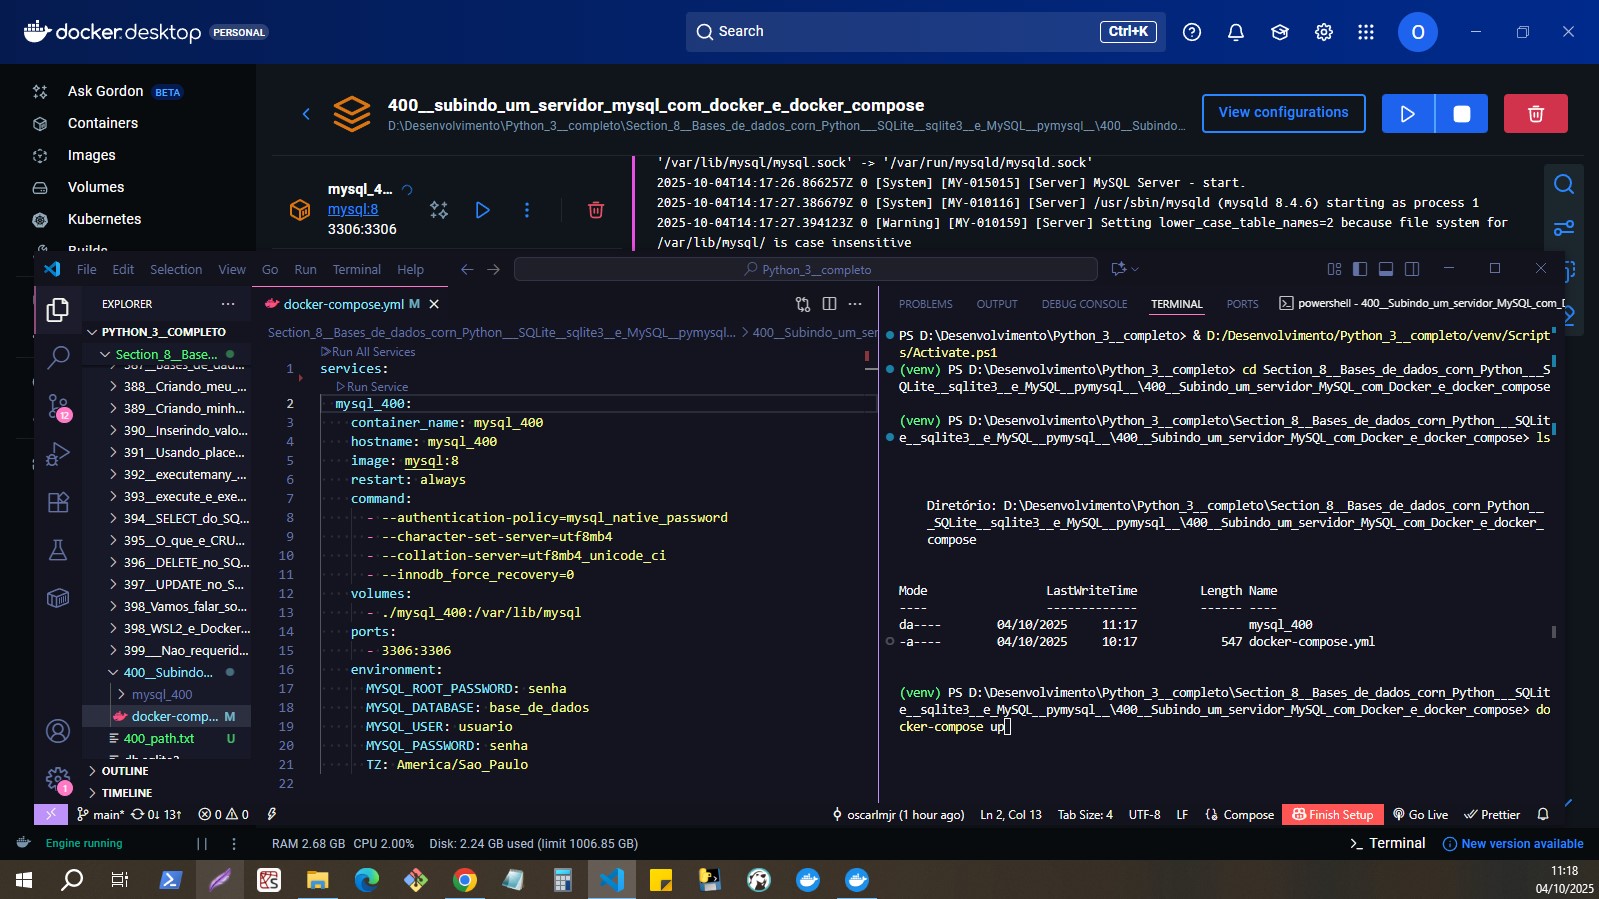 docker.desktop PERSONAL
Search Ctrl+K
O
Ask Gordon BETA
Containers
Images
Volumes
Kubernetes
Builds
400__subindo_um_servidor_mysql_com_docker_e_docker_compose
D:\Desenvolvimento\Python_3__completo\Section_8__Bases_de_dados_corn_Python___SQLite__sqlite3__e_MySQL__pymysql__\400__Subindo...
View configurations
mysql_4...
mysql:8
3306:3306
'/var/lib/mysql/mysql.sock' -> '/var/run/mysqld/mysqld.sock'
2025-10-04T14:17:26.866257Z 0 [System] [MY-015015] [Server] MySQL Server - start.
2025-10-04T14:17:27.386679Z 0 [System] [MY-010116] [Server] /usr/sbin/mysqld (mysqld 8.4.6) starting as process 1
2025-10-04T14:17:27.394123Z 0 [Warning] [MY-010159] [Server] Setting lower_case_table_names=2 because file system for
/var/lib/mysql/ is case insensitive
File Edit Selection View Go Run Terminal Help
Python_3__completo
EXPLORER
PYTHON_3__COMPLETO
Section_8__Base...
387__Bases_de_dad...
388__Criando_meu_...
389__Criando_minh...
390__Inserindo_valo...
391__Usando_place...
392__executemany_...
393__execute_e_exe...
394__SELECT_do_SQ...
395__O_que_e_CRU...
396__DELETE_no_SQ...
397__UPDATE_no_S...
398_Vamos_falar_so...
398_WSL2_e_Docker...
399___Nao_requerid...
400__Subindo...
mysql_400
docker-comp... M
400_path.txt U
db.sqlite3
OUTLINE
TIMELINE
12
1
docker-compose.yml M
Section_8__Bases_de_dados_corn_Python___SQLite__sqlite3__e_MySQL__pymysql... > 400__Subindo_um_ser
Run All Services
1 services:
Run Service
2 mysql_400:
3 container_name: mysql_400
4 hostname: mysql_400
5 image: mysql:8
6 restart: always
7 command:
8 - --authentication-policy=mysql_native_password
9 - --character-set-server=utf8mb4
10 - --collation-server=utf8mb4_unicode_ci
11 - --innodb_force_recovery=0
12 volumes:
13 - ./mysql_400:/var/lib/mysql
14 ports:
15 - 3306:3306
16 environment:
17 MYSQL_ROOT_PASSWORD: senha
18 MYSQL_DATABASE: base_de_dados
19 MYSQL_USER: usuario
20 MYSQL_PASSWORD: senha
21 TZ: America/Sao_Paulo
22
PROBLEMS OUTPUT DEBUG CONSOLE TERMINAL PORTS powershell - 400__Subindo_um_servidor_MySQL_com_D
PS D:\Desenvolvimento\Python_3__completo> & D:/Desenvolvimento/Python_3__completo/venv/Script
s/Activate.ps1
(venv) PS D:\Desenvolvimento\Python_3__completo> cd Section_8__Bases_de_dados_corn_Python___S
QLite__sqlite3__e_MySQL__pymysql__\400__Subindo_um_servidor_MySQL_com_Docker_e_docker_compose
(venv) PS D:\Desenvolvimento\Python_3__completo\Section_8__Bases_de_dados_corn_Python___SQLit
e__sqlite3__e_MySQL__pymysql__\400__Subindo_um_servidor_MySQL_com_Docker_e_docker_compose> ls
Diretório: D:\Desenvolvimento\Python_3__completo\Section_8__Bases_de_dados_corn_Python__
_SQLite__sqlite3__e_MySQL__pymysql__\400__Subindo_um_servidor_MySQL_com_Docker_e_docker_
compose
Mode LastWriteTime Length Name
---- ------------- ------ ----
da---- 04/10/2025 11:17 mysql_400
-a---- 04/10/2025 10:17 547 docker-compose.yml
(venv) PS D:\Desenvolvimento\Python_3__completo\Section_8__Bases_de_dados_corn_Python___SQLit
e__sqlite3__e_MySQL__pymysql__\400__Subindo_um_servidor_MySQL_com_Docker_e_docker_compose> do
cker-compose up
main* 0↓ 13↑ 0 0 oscarlmjr (1 hour ago) Ln 2, Col 13 Tab Size: 4 UTF-8 LF Compose Finish Setup Go Live Prettier
Engine running RAM 2.68 GB CPU 2.00% Disk: 2.24 GB used (limit 1006.85 GB) Terminal New version available
11:18
04/10/2025